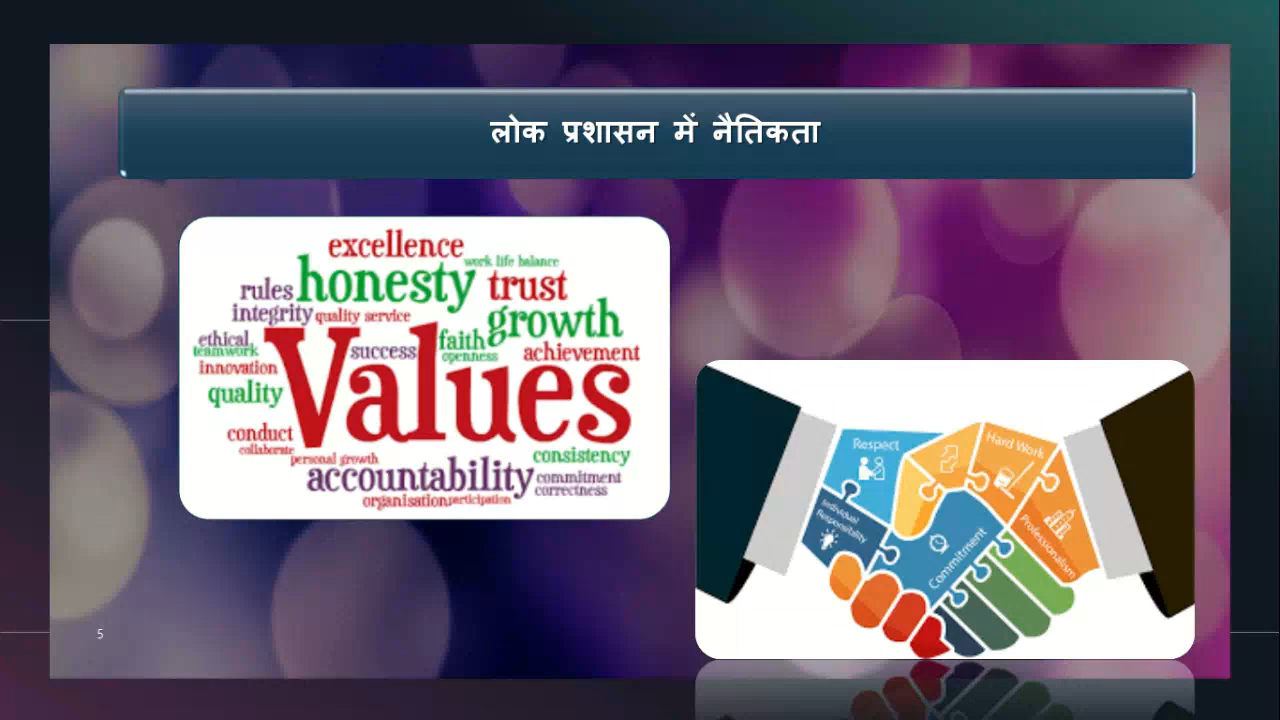 लोक प्रशासन में नैतिकता
excellence
work life balance
honesty
rules
trust
integrity
quality service
growth
ethical
teamwork
success
faith
openness
achievement
innovation
Values
quality
conduct
collaborate
personal growth
consistency
accountability
commitment
correctness
organisation
participation
Respect
Hard Work
Individual
Responsibility
Commitment
Professionalism
5